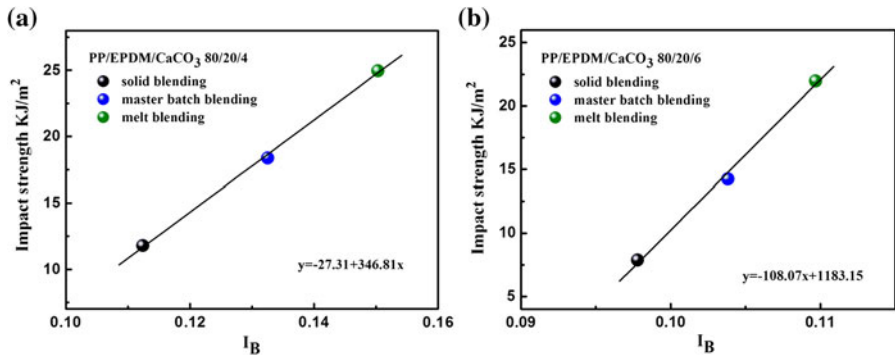 (a)
PP/EPDM/CaCO3 80/20/4
solid blending
master batch blending
melt blending
Impact strength KJ/m2
25
20
15
10
y=-27.31+346.81x
0.10
0.12
0.14
0.16
IB
(b)
PP/EPDM/CaCO3 80/20/6
solid blending
master batch blending
melt blending
Impact strength KJ/m2
25
20
15
10
5
y=-108.07x+1183.15
0.09
0.10
0.11
IB